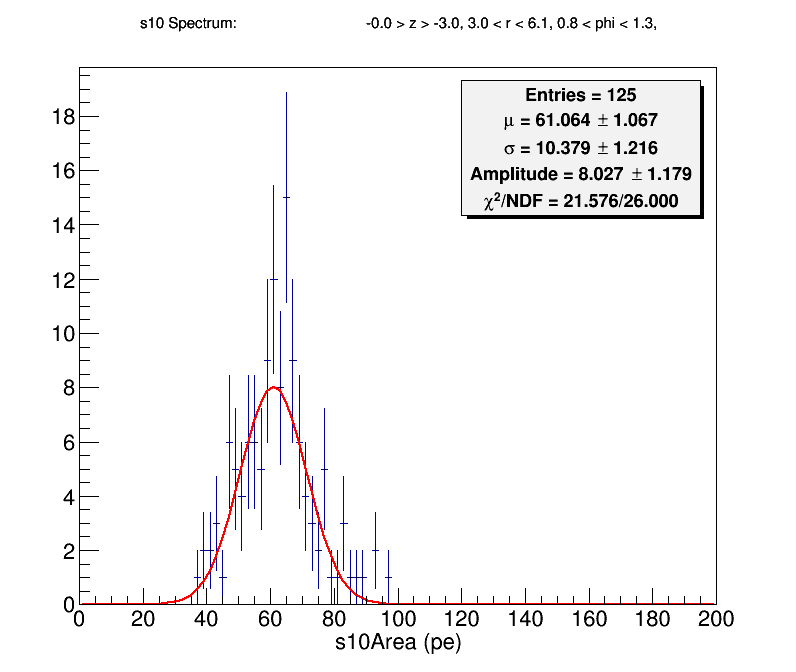 s10 Spectrum: -0.0 > z > -3.0, 3.0 < r < 6.1, 0.8 < phi < 1.3,
Entries = 125
μ = 61.064 ± 1.067
σ = 10.379 ± 1.216
Amplitude = 8.027 ± 1.179
χ²/NDF = 21.576/26.000
18
16
14
12
10
8
6
4
2
0
0 20 40 60 80 100 120 140 160 180 200
s10Area (pe)